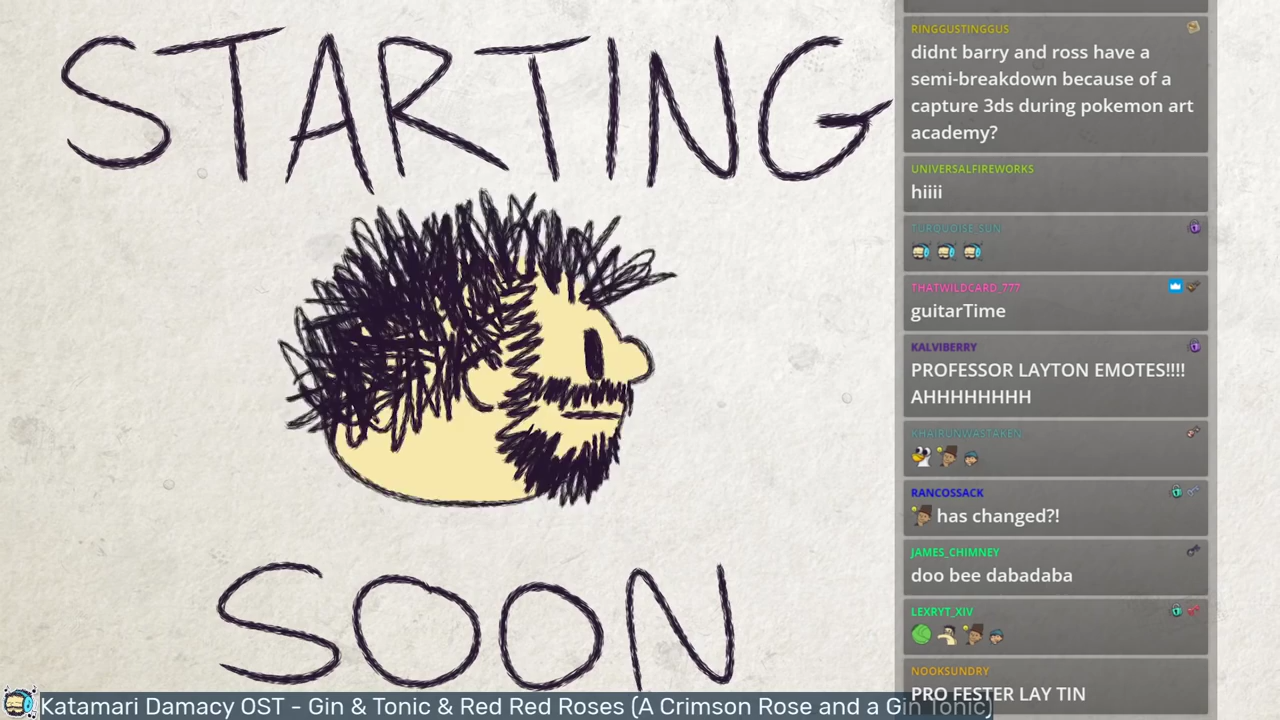 STARTING
SOON
RINGGUSTINGGUS
didnt barry and ross have a
semi-breakdown because of a
capture 3ds during pokemon art
academy?
UNIVERSALFIREWORKS
hiiii
TURQUOISE_SUN
THATWILDCARD_777
guitarTime
KALVIBERRY
PROFESSOR LAYTON EMOTES!!!!
AHHHHHHHH
KHAIRUNWASTAKEN
RANCOSSACK
has changed?!
JAMES_CHIMNEY
doo bee dabadaba
LEXRYT_XIV
NOOKSUNDRY
PRO FESTER LAY TIN
Katamari Damacy OST - Gin & Tonic & Red Red Roses (A Crimson Rose and a Gin Tonic)